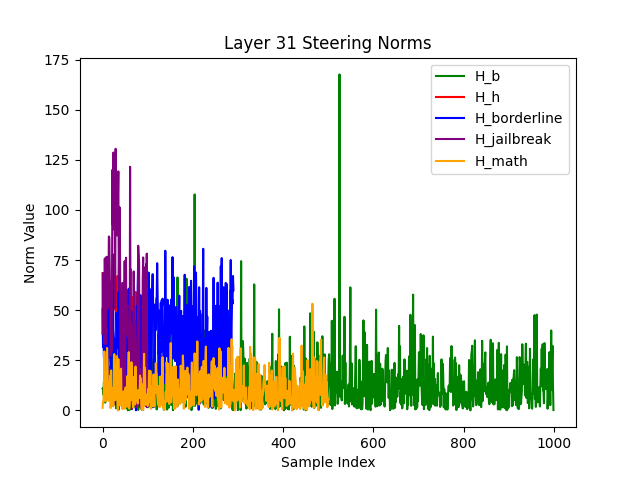 Layer 31 Steering Norms
175
150
125
100
75
50
25
0
Norm Value
H_b
H_h
H_borderline
H_jailbreak
H_math
0
200
400
600
800
1000
Sample Index